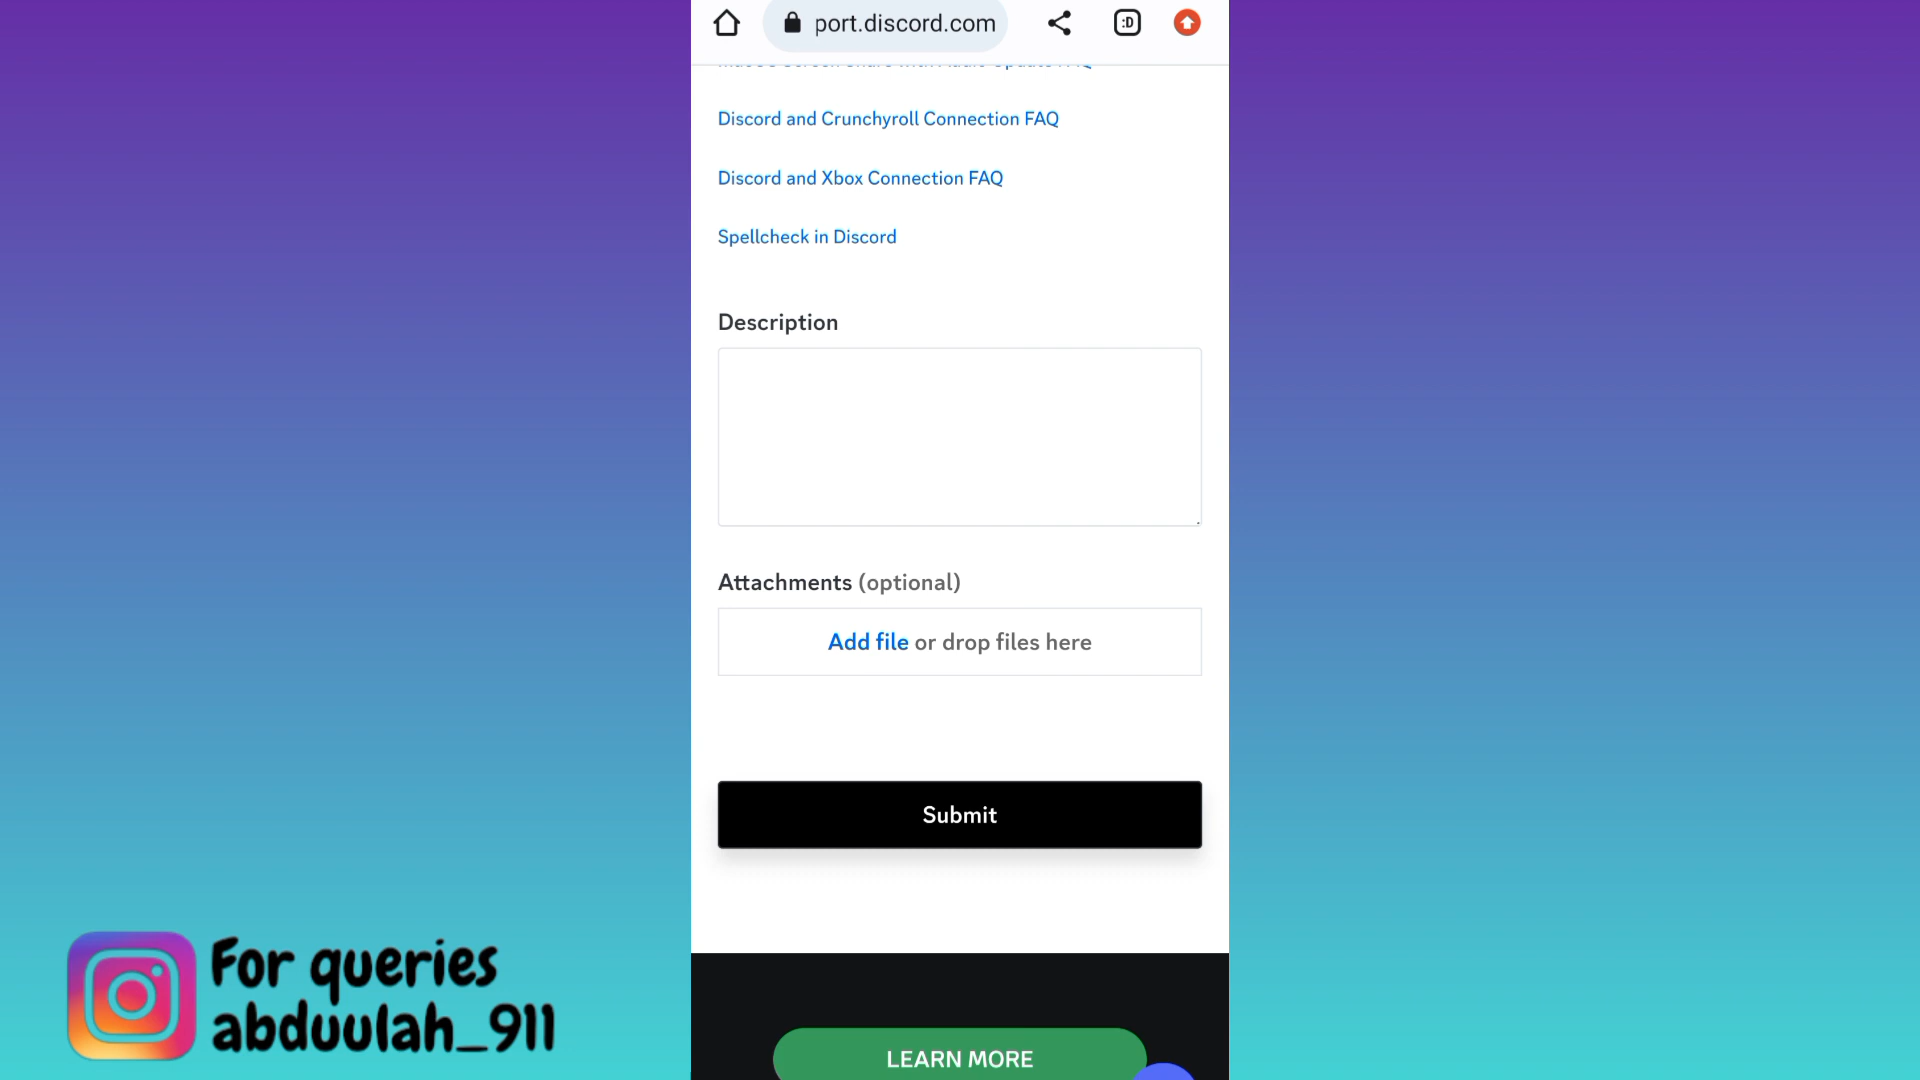 port.discord.com
:D
Discord and Crunchyroll Connection FAQ
Discord and Xbox Connection FAQ
Spellcheck in Discord
Description
Attachments (optional)
Add file or drop files here
Submit
LEARN MORE
For queries
abduulah_911